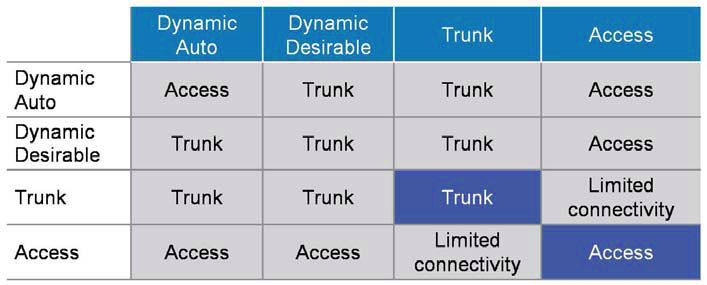 Dynamic Auto Dynamic Desirable Trunk Access
Dynamic Auto Access Trunk Trunk Access
Dynamic Desirable Trunk Trunk Trunk Access
Trunk Trunk Trunk Trunk Limited connectivity
Access Access Access Limited connectivity Access